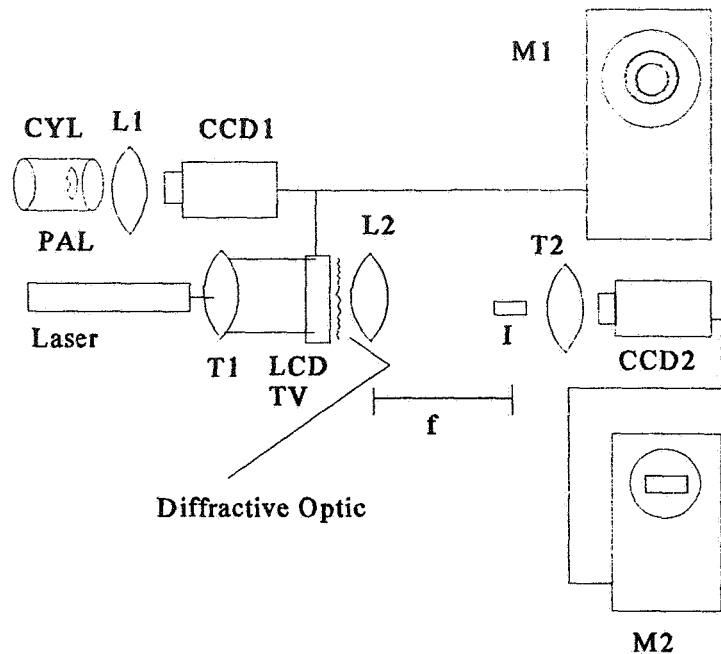 M1
CYL
L1
CCD1
PAL
L2
T2
Laser
T1
LCD
TV
I
CCD2
f
Diffractive Optic
M2